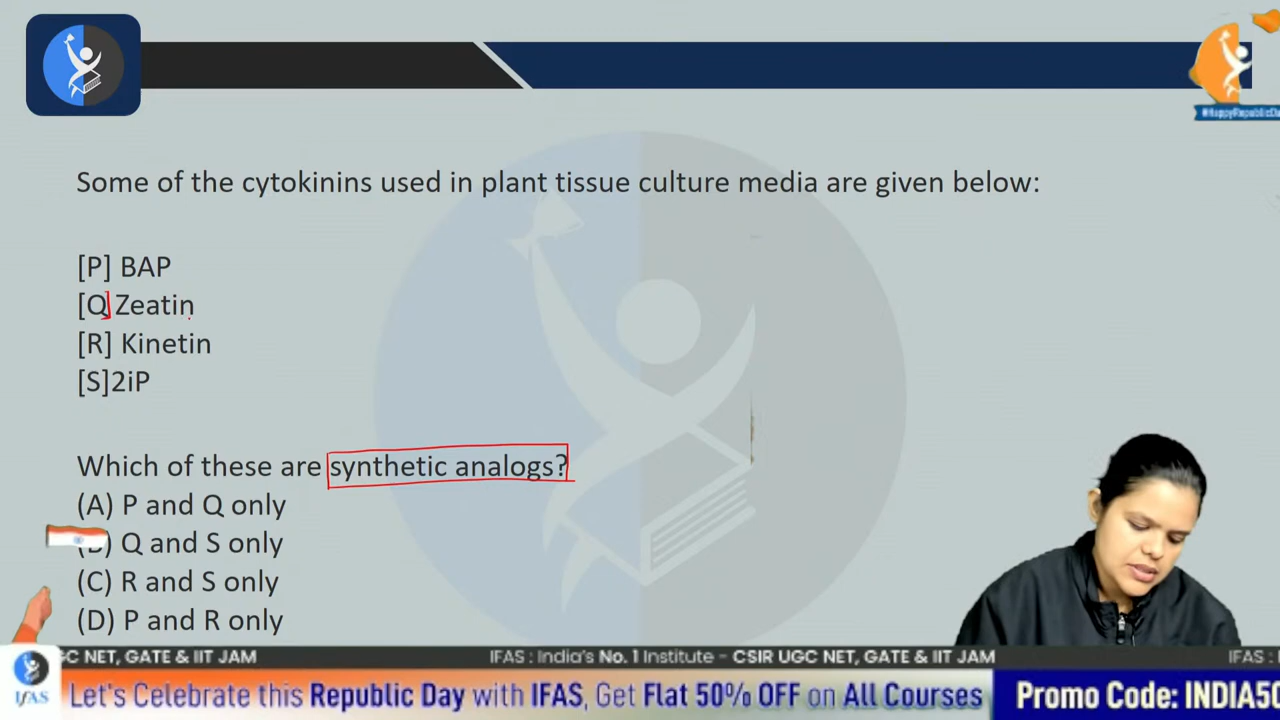 #HappyRepublicDa
Some of the cytokinins used in plant tissue culture media are given below:
[P] BAP
[Q] Zeatin
[R] Kinetin
[S]2iP
Which of these are synthetic analogs?
(A) P and Q only
Q and S only
(C) R and S only
(D) P and R only
GC NET, GATE & IIT JAM
IFAS : India's No. 1 Institute - CSIR UGC NET, GATE & IIT JAM
IFAS :
IFAS
Let's Celebrate this Republic Day with IFAS, Get Flat 50% OFF on All Courses
Promo Code: INDIA50